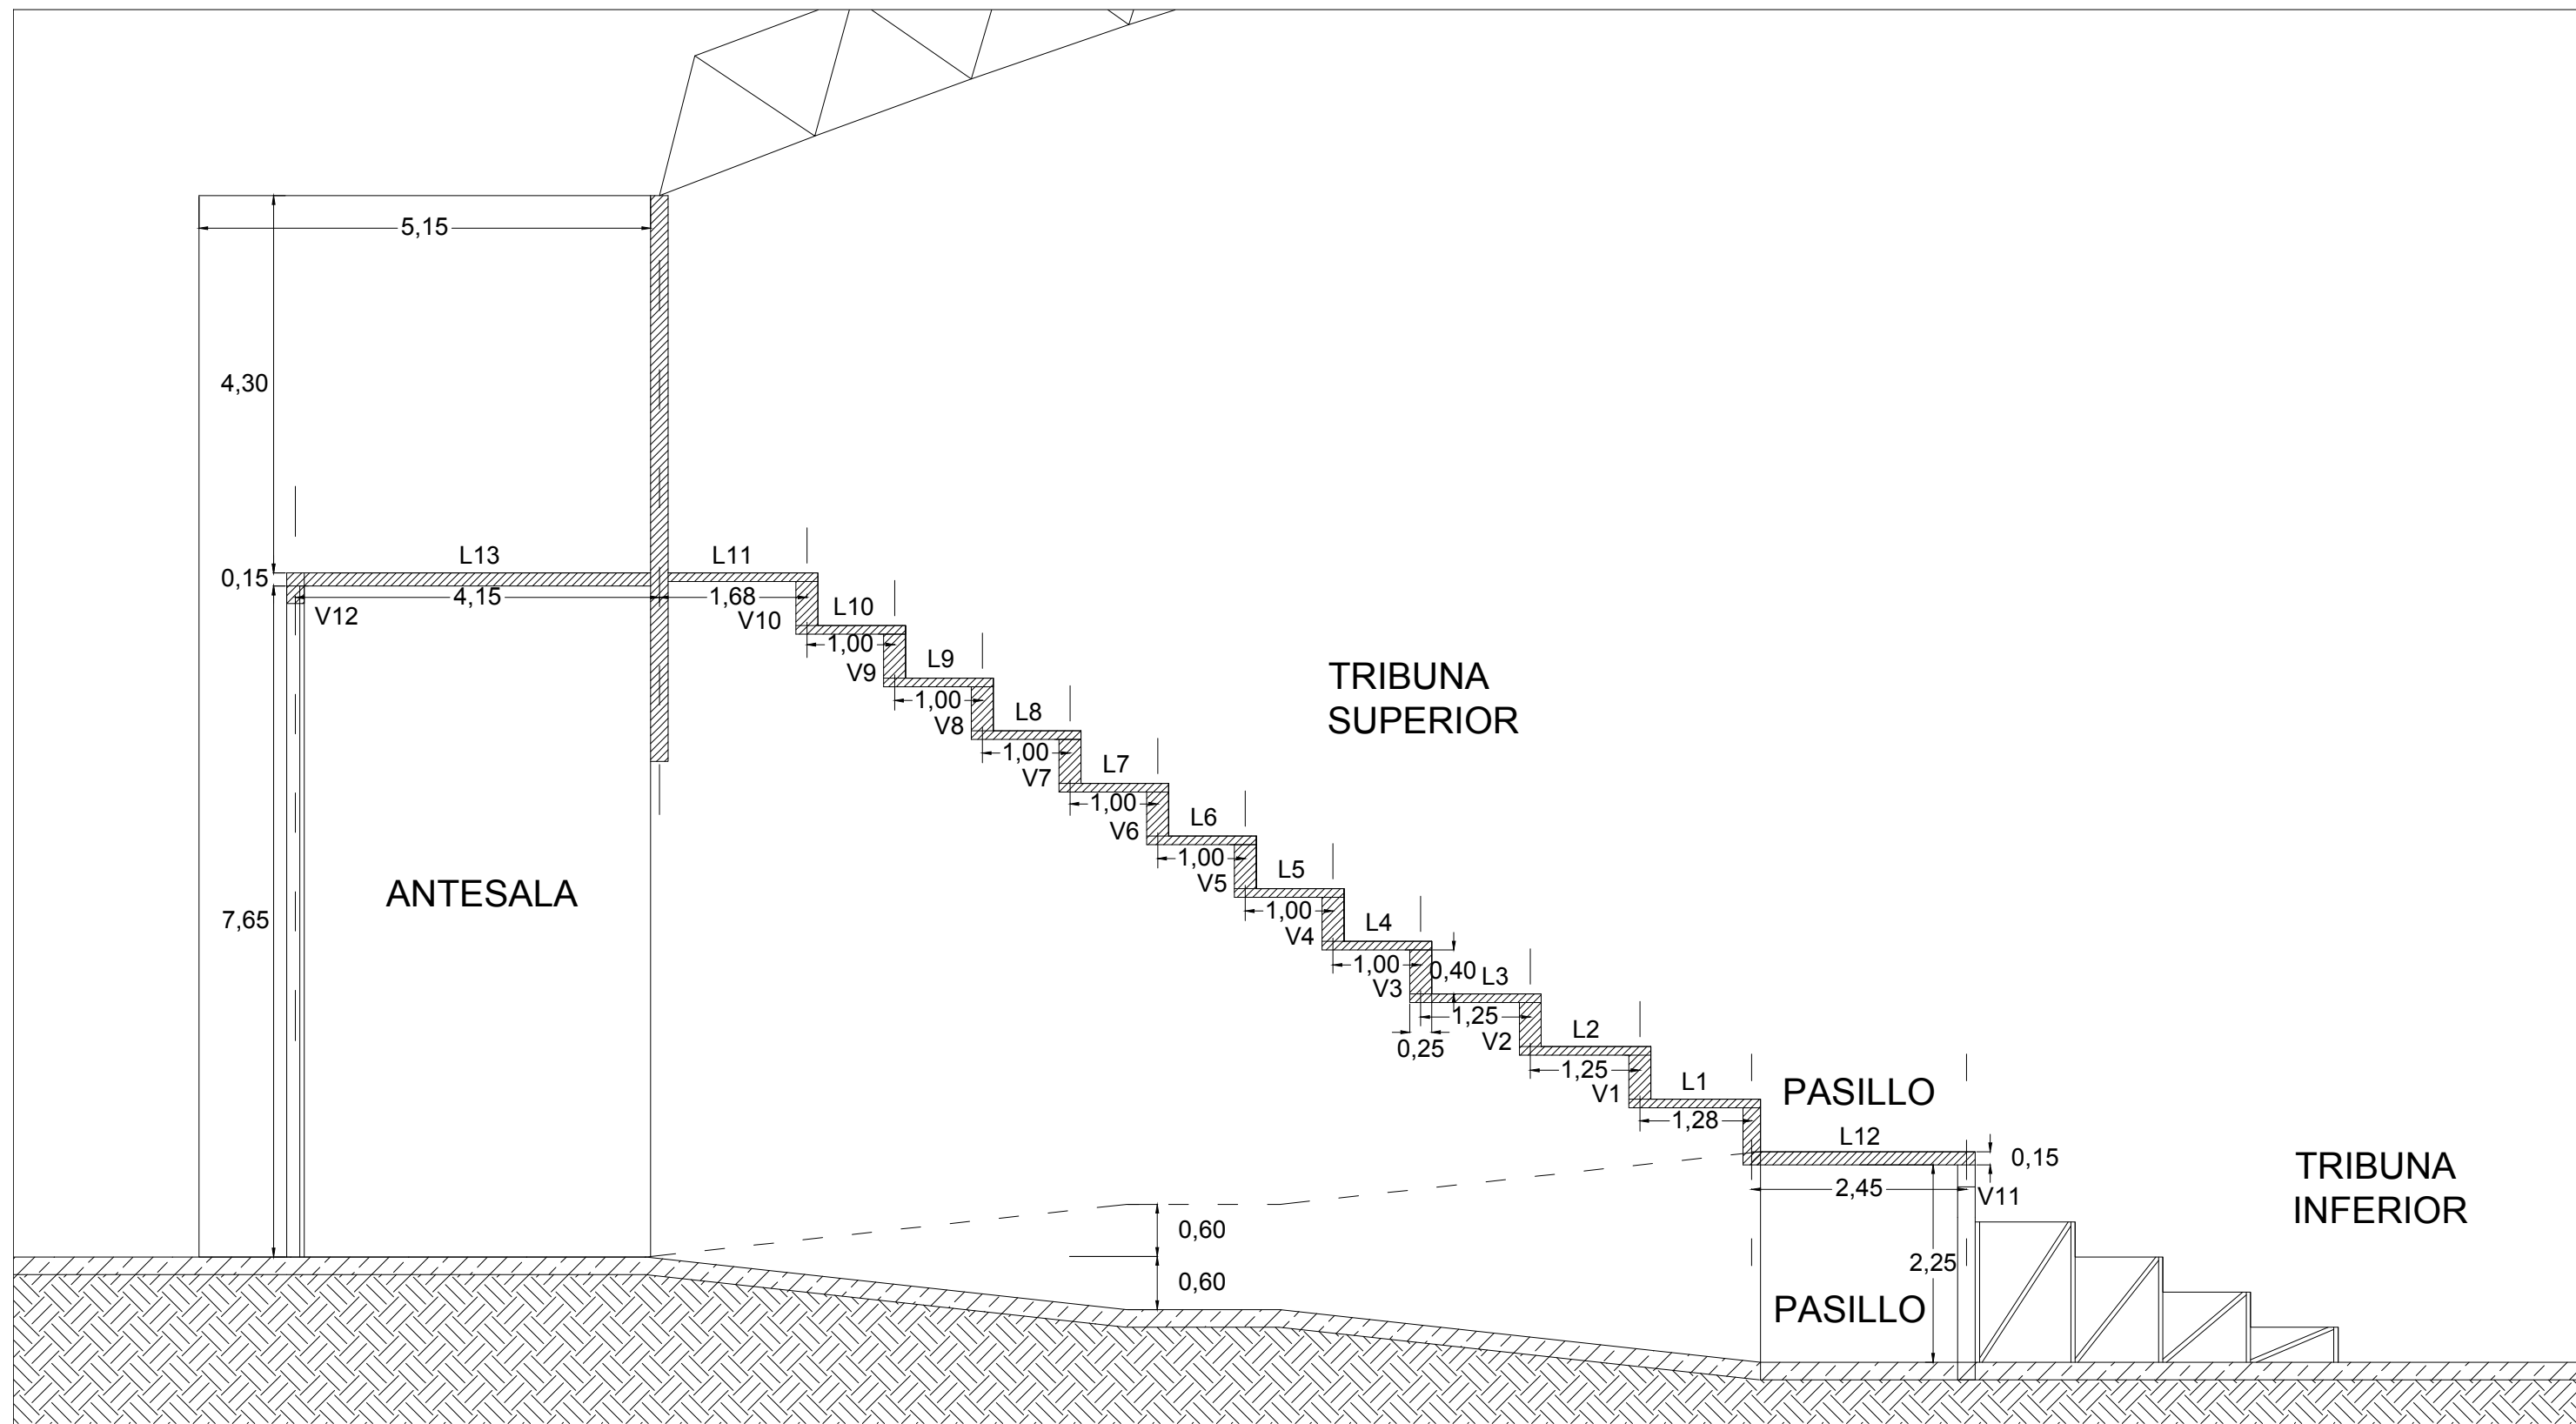 5,15
4,30
L13
L11
0,15
4,15
1,68
L10
V12
V10
1,00
L9
V9
1,00
L8
V8
1,00
L7
V7
1,00
L6
V6
1,00
L5
V5
1,00
L4
V4
1,00
0,40
L3
V3
1,25
0,25
L2
V2
1,25
L1
V1
1,28
TRIBUNA
SUPERIOR
ANTESALA
7,65
PASILLO
L12
0,15
2,45
V11
TRIBUNA
INFERIOR
0,60
0,60
2,25
PASILLO